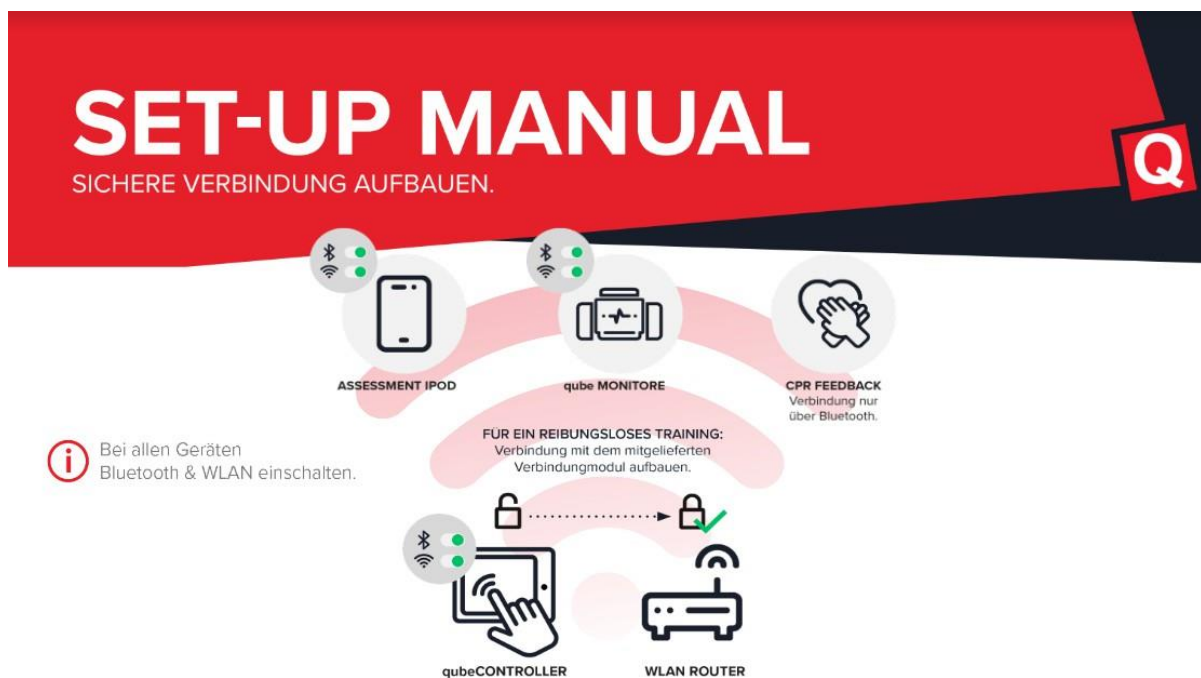 SET-UP MANUAL
SICHERE VERBINDUNG AUFBAUEN.
Q
ASSESSMENT IPOD
qube MONITORE
CPR FEEDBACK
Verbindung nur
über Bluetooth.
FÜR EIN REIBUNGSLOSES TRAINING:
Verbindung mit dem mitgelieferten
Verbindungmodul aufbauen.
i
Bei allen Geräten
Bluetooth & WLAN einschalten.
qubeCONTROLLER
WLAN ROUTER